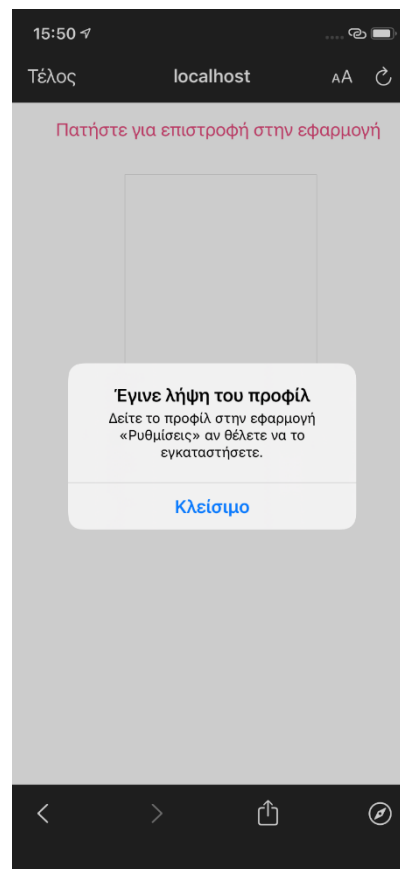 15:50
Τέλος localhost AA
Πατήστε για επιστροφή στην εφαρμογή
Έγινε λήψη του προφίλ
Δείτε το προφίλ στην εφαρμογή
«Ρυθμίσεις» αν θέλετε να το
εγκαταστήσετε.
Κλείσιμο